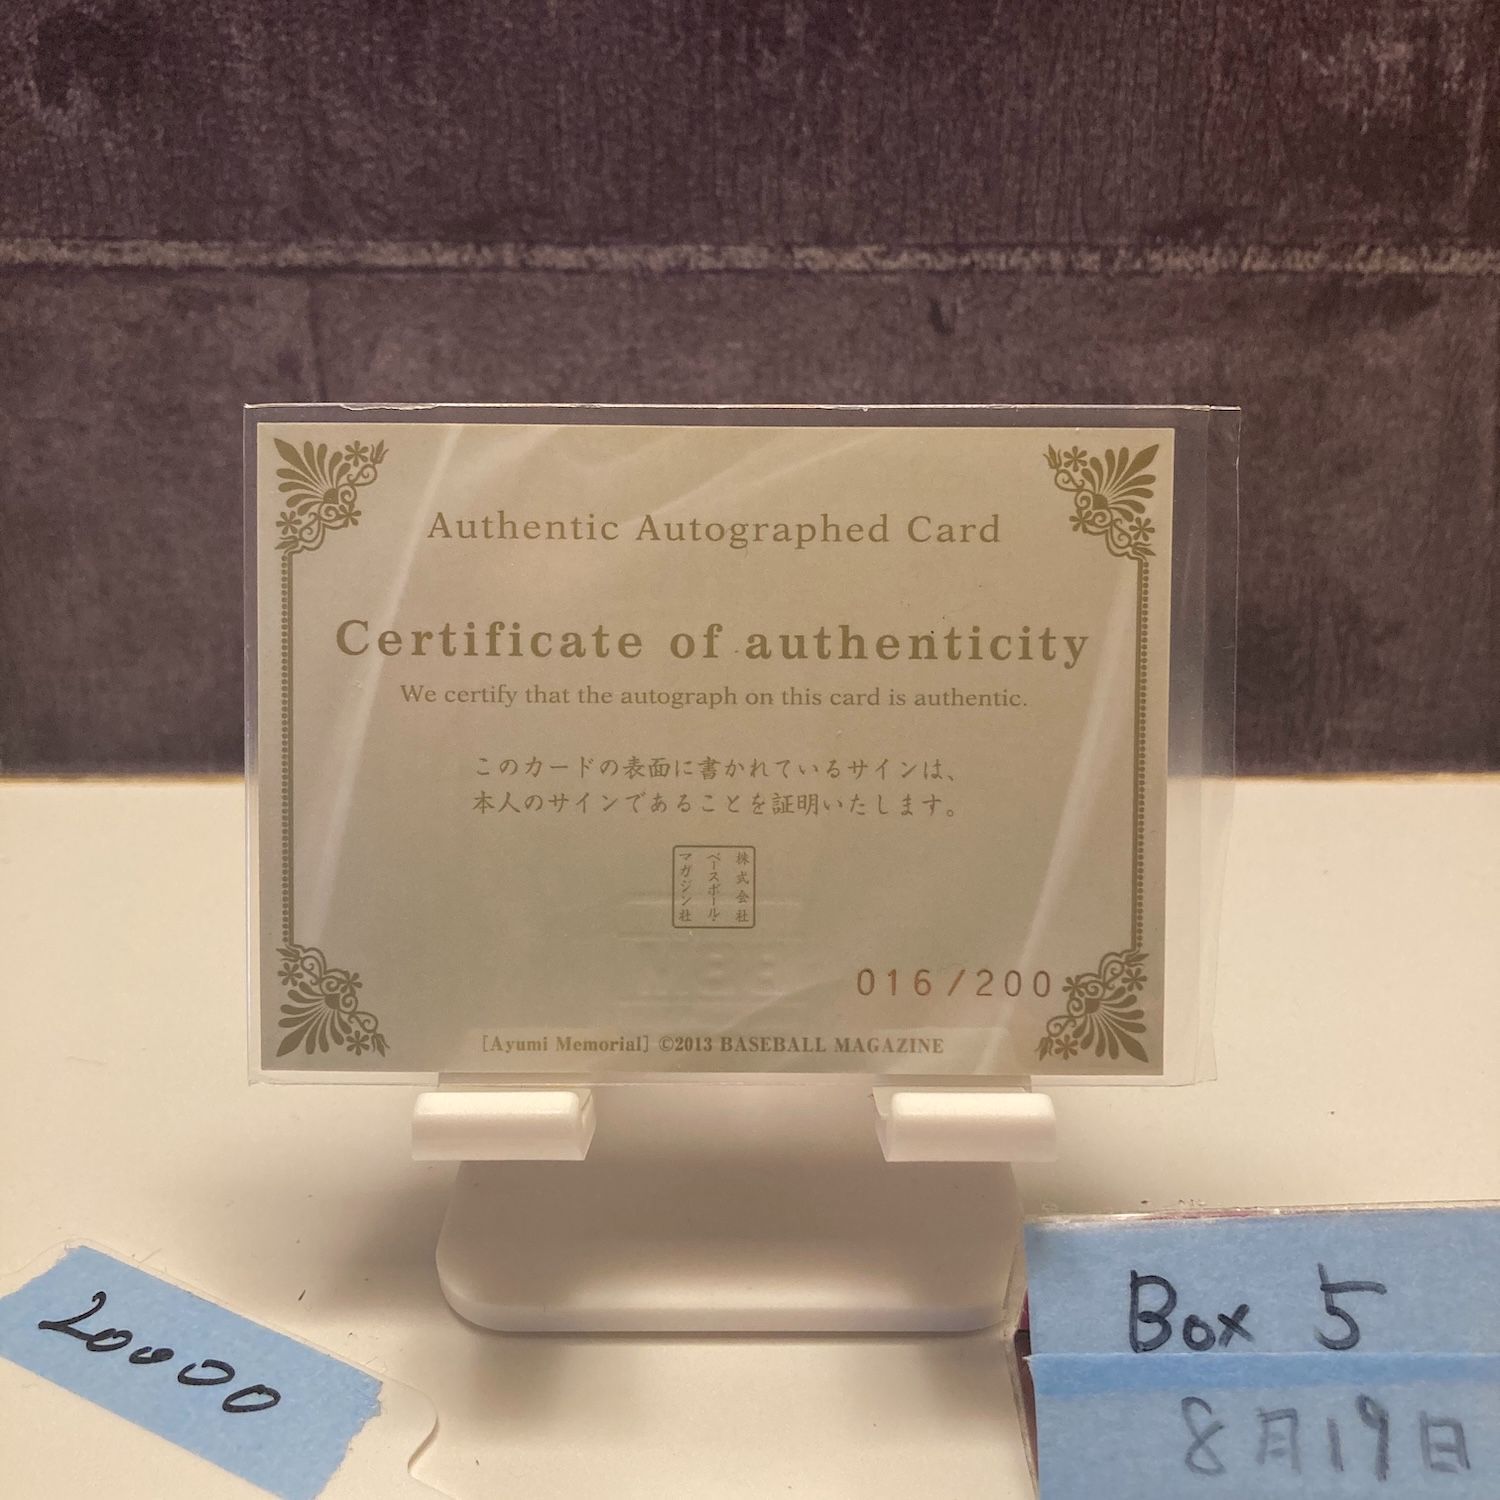 Authentic Autographed Card
Certificate of authenticity
We certify that the autograph on this card is authentic.
このカードの表面に書かれているサインは、
本人のサインであることを証明いたします。
株式会社
ベースボール・
マガジン社
016/200
[Ayumi Memorial] ©2013 BASEBALL MAGAZINE
20000
Box 5
8月19日